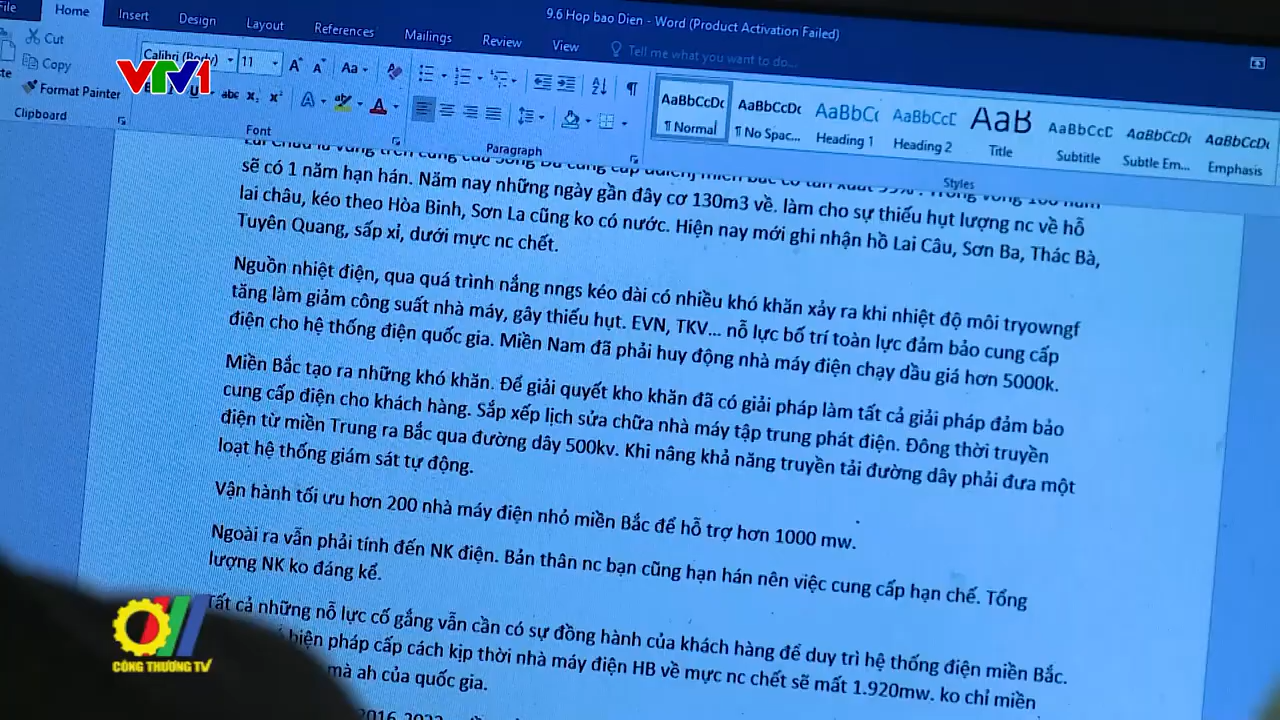 File Home Insert Design Layout References Mailings Review View Tell me what you want to do...
9.6 Hop bao Dien - Word (Product Activation Failed)
Cut
Copy
Format Painter
Clipboard
Calibri (Body) 11
Font
Paragraph
AaBbCcDc AaBbCcDc AaBbCc AaBbCcD AaB AaBbCcD AaBbCcDc AaBbCcDc
¶ Normal ¶ No Spac... Heading 1 Heading 2 Title Subtitle Subtle Em... Emphasis
Styles
VTV1
sẽ có 1 năm hạn hán. Năm nay những ngày gần đây cơ 130m3 về. làm cho sự thiếu hụt lượng nc về hỗ
lai châu, kéo theo Hòa Bình, Sơn La cũng ko có nước. Hiện nay mới ghi nhận hồ Lai Câu, Sơn Ba, Thác Bà,
Tuyên Quang, sấp xỉ, dưới mực nc chết.
Nguồn nhiệt điện, qua quá trình nắng nngs kéo dài có nhiều khó khăn xảy ra khi nhiệt độ môi tryowngf
tăng làm giảm công suất nhà máy, gây thiếu hụt. EVN, TKV... nỗ lực bố trí toàn lực đảm bảo cung cấp
điện cho hệ thống điện quốc gia. Miền Nam đã phải huy động nhà máy điện chạy dầu giá hơn 5000k.
Miền Bắc tạo ra những khó khăn. Để giải quyết kho khăn đã có giải pháp làm tất cả giải pháp đảm bảo
cung cấp điện cho khách hàng. Sắp xếp lịch sửa chữa nhà máy tập trung phát điện. Đông thời truyền
điện từ miền Trung ra Bắc qua đường dây 500kv. Khi nâng khả năng truyền tải đường dây phải đưa một
loạt hệ thống giám sát tự động.
Vận hành tối ưu hơn 200 nhà máy điện nhỏ miền Bắc để hỗ trợ hơn 1000 mw.
Ngoài ra vẫn phải tính đến NK điện. Bản thân nc bạn cũng hạn hán nên việc cung cấp hạn chế. Tổng
lượng NK ko đáng kể.
Tất cả những nỗ lực cố gắng vẫn cần có sự đồng hành của khách hàng để duy trì hệ thống điện miền Bắc.
biện pháp cấp cách kịp thời nhà máy điện HB về mực nc chết sẽ mất 1.920mw. ko chỉ miền
mà ah của quốc gia.
CÔNG THƯƠNG TV